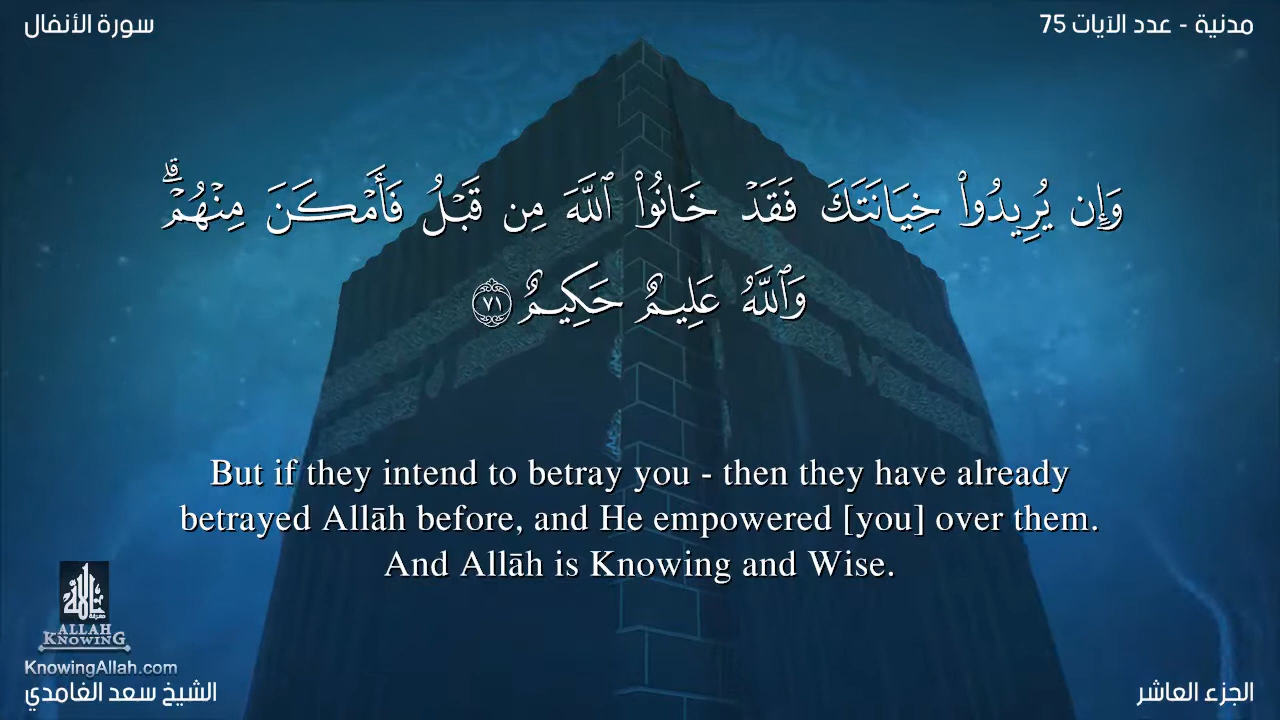 سورة الأنفال
مدنية - عدد الآيات 75
وَإِن يُرِيدُوا۟ خِيَانَتَكَ فَقَدْ خَانُوا۟ ٱللَّهَ مِن قَبْلُ فَأَمْكَنَ مِنْهُمْ ۗ
وَٱللَّهُ عَلِيمٌ حَكِيمٌ ٧١
But if they intend to betray you - then they have already
betrayed Allāh before, and He empowered [you] over them.
And Allāh is Knowing and Wise.
ALLAH
KNOWING
KnowingAllah.com
الشيخ سعد الغامدي
الجزء العاشر